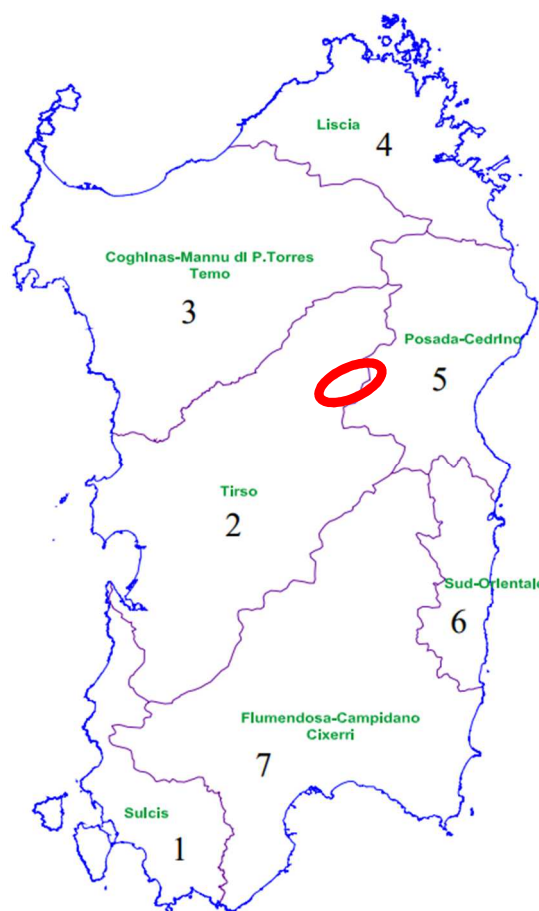 Liscia
4
CoghInas-Mannu dI P.Torres
Temo
3
Posada-CedrIno
5
Tirso
2
Sud-OrIentale
6
Flumendosa-Campidano
Cixerri
7
Sulcis
1